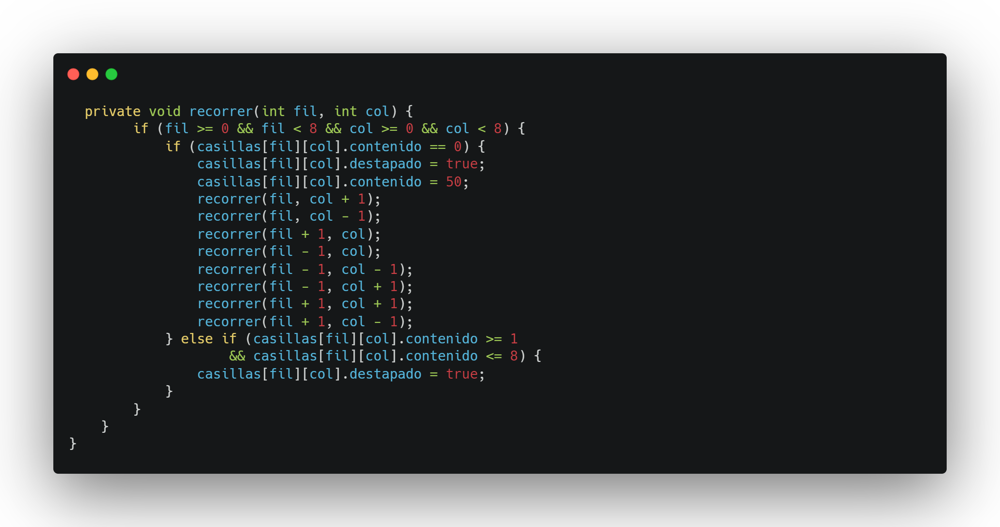 private void recorrer(int fil, int col) {
if (fil >= 0 && fil < 8 && col >= 0 && col < 8) {
if (casillas[fil][col].contenido == 0) {
casillas[fil][col].destapado = true;
casillas[fil][col].contenido = 50;
recorrer(fil, col + 1);
recorrer(fil, col - 1);
recorrer(fil + 1, col);
recorrer(fil - 1, col);
recorrer(fil - 1, col - 1);
recorrer(fil - 1, col + 1);
recorrer(fil + 1, col + 1);
recorrer(fil + 1, col - 1);
} else if (casillas[fil][col].contenido >= 1
&& casillas[fil][col].contenido <= 8) {
casillas[fil][col].destapado = true;
}
}
}
}